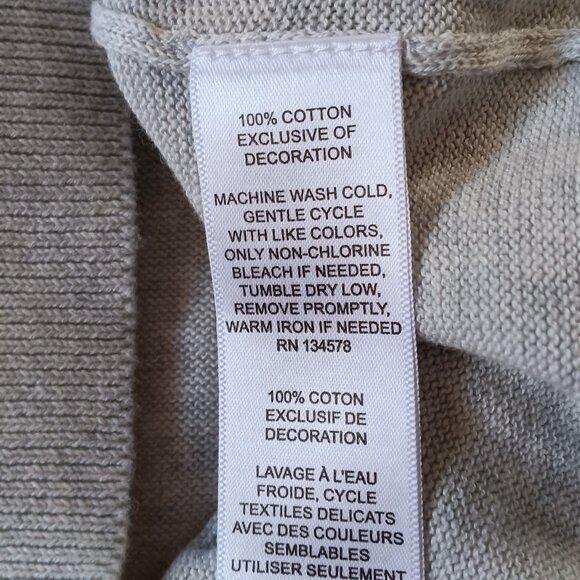 100% COTTON
EXCLUSIVE OF
DECORATION
MACHINE WASH COLD,
GENTLE CYCLE
WITH LIKE COLORS,
ONLY NON-CHLORINE
BLEACH IF NEEDED,
TUMBLE DRY LOW,
REMOVE PROMPTLY,
WARM IRON IF NEEDED
RN 134578
100% COTON
EXCLUSIF DE
DECORATION
LAVAGE À L'EAU
FROIDE, CYCLE
TEXTILES DELICATS
AVEC DES COULEURS
SEMBLABLES
UTILISER SEULEMENT